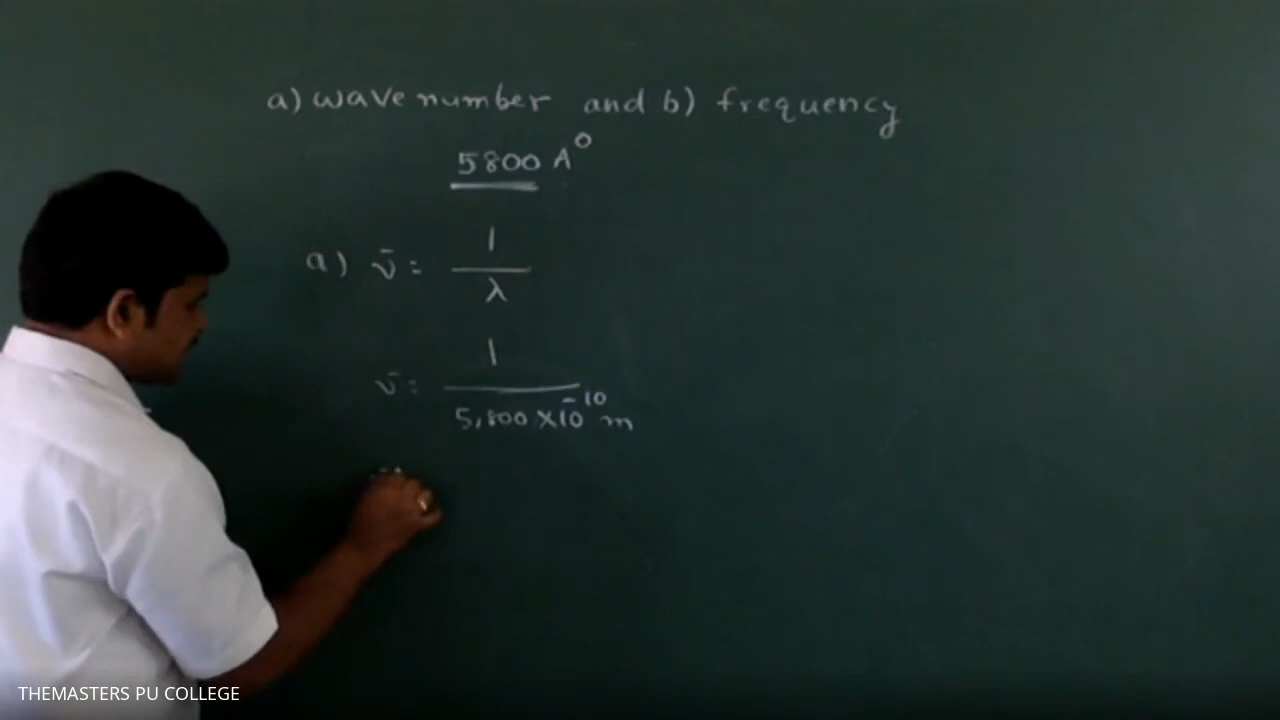 a) wave number and b) frequency
5800 A°
a) ν̄ = 1/λ
ν̄ = 1/5,800 ×10⁻¹⁰ m
THEMASTERS PU COLLEGE